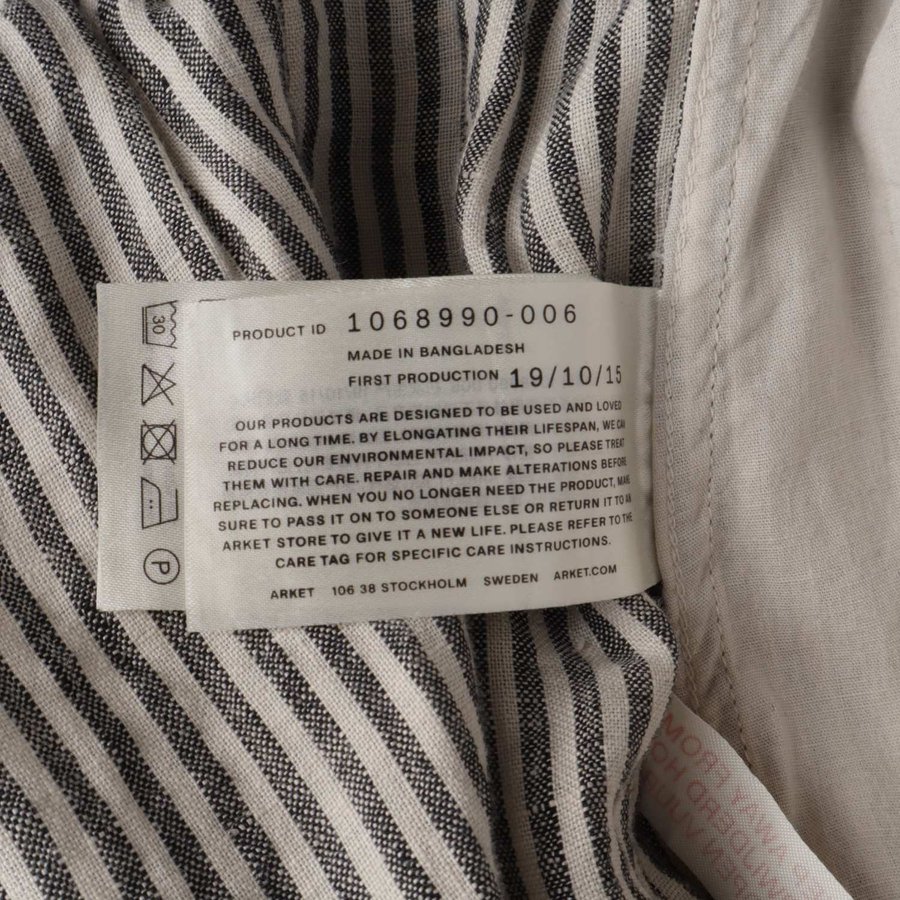 PRODUCT ID 1068990-006
MADE IN BANGLADESH
FIRST PRODUCTION 19/10/15
OUR PRODUCTS ARE DESIGNED TO BE USED AND LOVED
FOR A LONG TIME. BY ELONGATING THEIR LIFESPAN, WE CAN
REDUCE OUR ENVIRONMENTAL IMPACT, SO PLEASE TREAT
THEM WITH CARE. REPAIR AND MAKE ALTERATIONS BEFORE
REPLACING. WHEN YOU NO LONGER NEED THE PRODUCT, MAKE
SURE TO PASS IT ON TO SOMEONE ELSE OR RETURN IT TO AN
ARKET STORE TO GIVE IT A NEW LIFE. PLEASE REFER TO THE
CARE TAG FOR SPECIFIC CARE INSTRUCTIONS.
ARKET 106 38 STOCKHOLM SWEDEN ARKET.COM
30
P
AWAY FROM